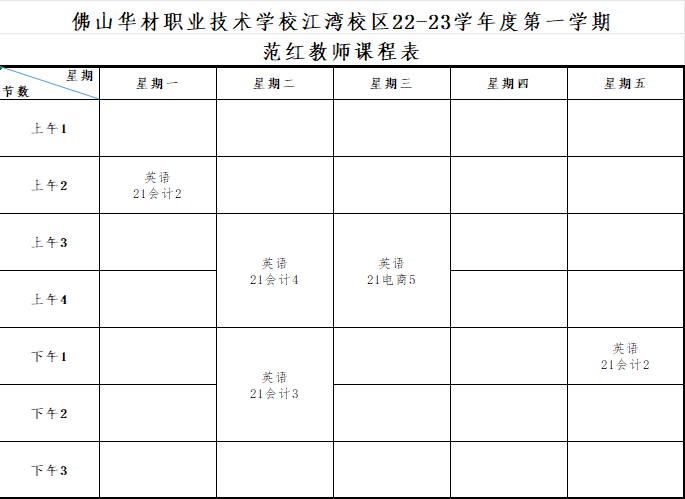 佛山华材职业技术学校江湾校区22-23学年度第一学期
范红教师课程表
星期
节数
星期一
星期二
星期三
星期四
星期五
上午1
上午2
英语
21会计2
上午3
英语
21会计4
英语
21电商5
上午4
下午1
英语
21会计3
英语
21会计2
下午2
下午3